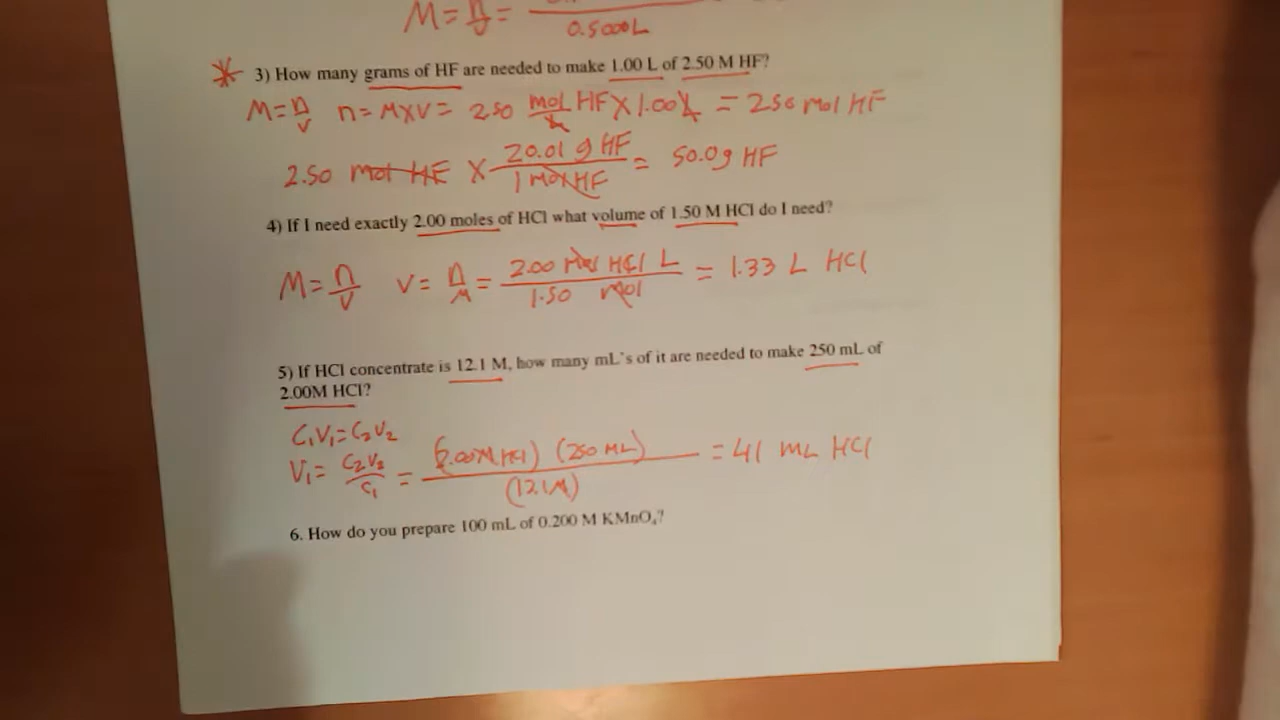 M = n/V =
0.5000L
* 3) How many grams of HF are needed to make 1.00 L of 2.50 M HF?
M = n/V n = M x V = 2.50 mol/L HF x 1.00 L = 2.50 mol HF
2.50 mol HF x 20.01 g HF / 1 mol HF = 50.0g HF
4) If I need exactly 2.00 moles of HCl what volume of 1.50 M HCl do I need?
M = n/V V = n/M = 2.00 mol HCl L / 1.50 mol = 1.33 L HCl
5) If HCl concentrate is 12.1 M, how many mL's of it are needed to make 250 mL of
2.00M HCl?
C₁V₁ = C₂V₂
V₁ = C₂V₂/C₁ = (2.00M HCl) (250 mL) / (12.1M) = 41 mL HCl
6. How do you prepare 100 mL of 0.200 M KMnO₄?